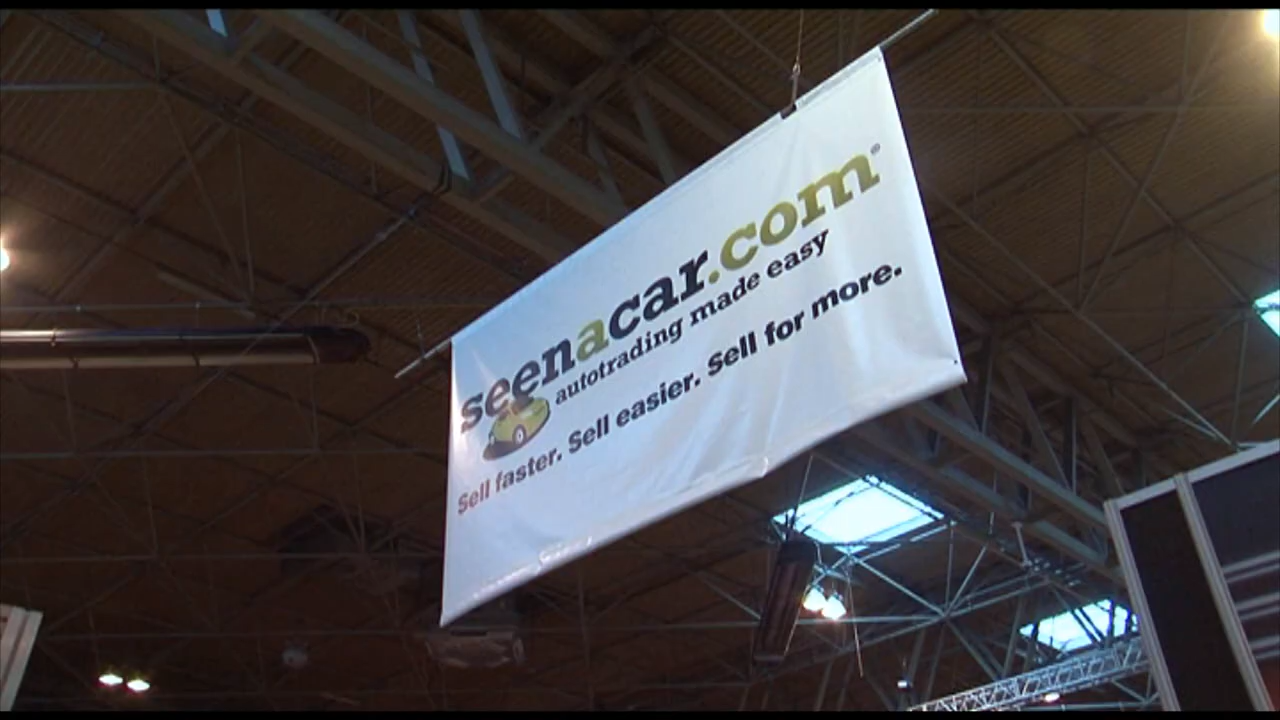 seenacar.com®
autotrading made easy
Sell faster. Sell easier. Sell for more.